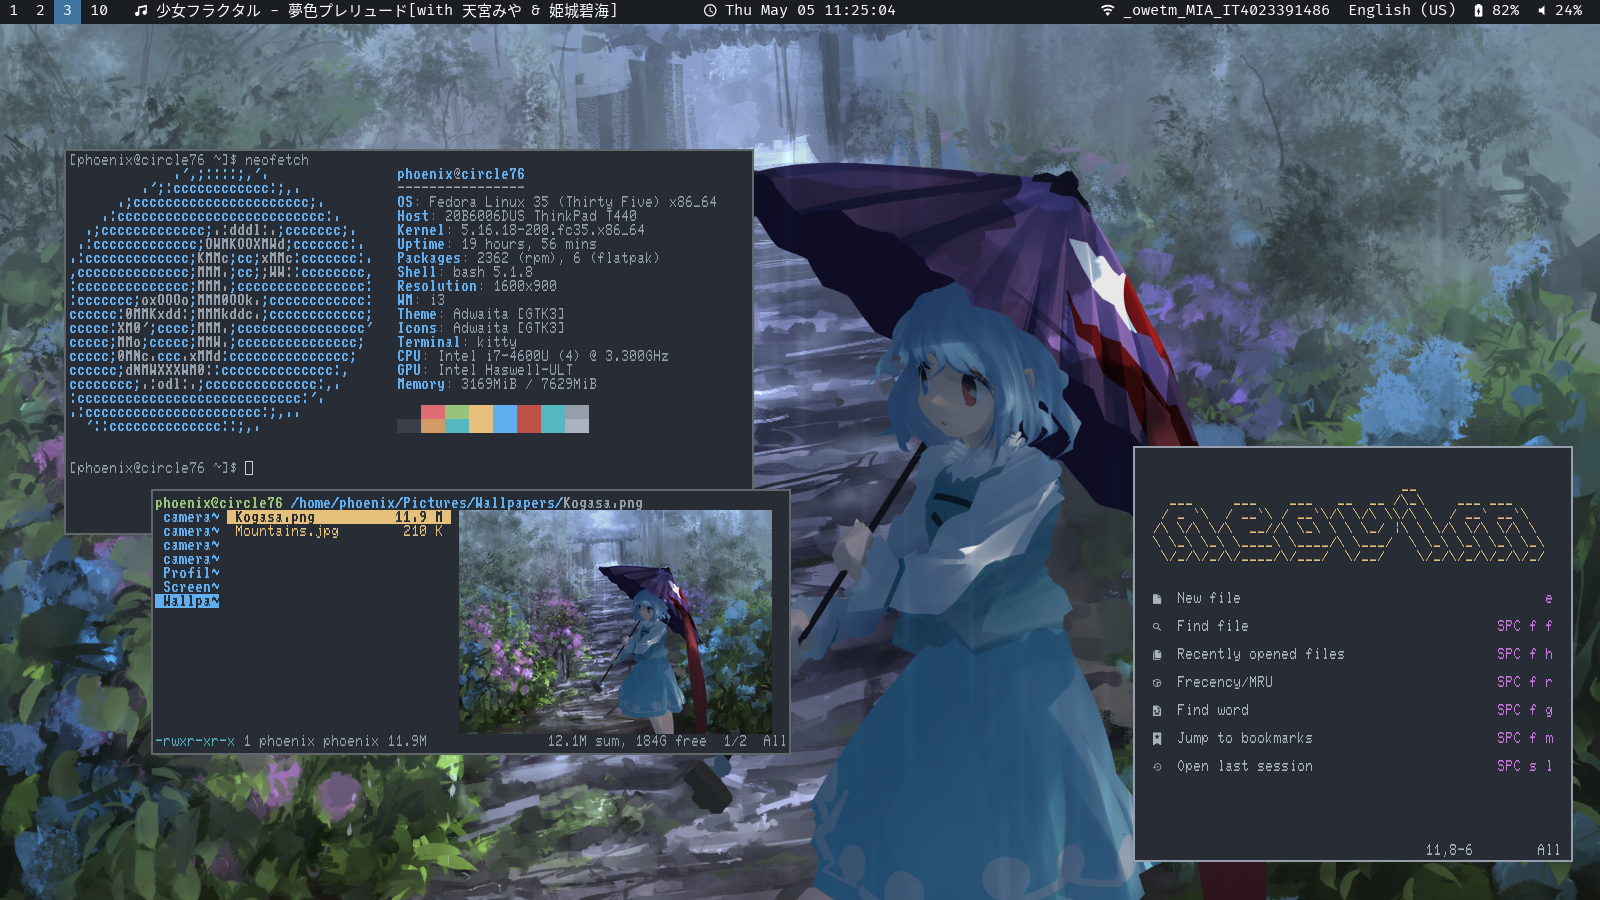 1 2 3 10 少女フラクタル - 夢色プレリュード[with 天宮みや & 姫城碧海]
Thu May 05 11:25:04
_owetm_MIA_IT4023391486 English (US) 82% 24%
[phoenix@circle76 ~]$ neofetch
phoenix@circle76
----------------
OS: Fedora Linux 35 (Thirty Five) x86_64
Host: 20B6006DUS ThinkPad T440
Kernel: 5.16.18-200.fc35.x86_64
Uptime: 19 hours, 56 mins
Packages: 2362 (rpm), 6 (flatpak)
Shell: bash 5.1.8
Resolution: 1600x900
WM: i3
Theme: Adwaita [GTK3]
Icons: Adwaita [GTK3]
Terminal: kitty
CPU: Intel i7-4600U (4) @ 3.300GHz
GPU: Intel Haswell-ULT
Memory: 3169MiB / 7629MiB
[phoenix@circle76 ~]$
phoenix@circle76 /home/phoenix/Pictures/Wallpapers/Kogasa.png
camera~ Kogasa.png 11.9 M
camera~ Mountains.jpg 210 K
camera~
camera~
Profil~
Screen~
Wallpa~
-rwxr-xr-x 1 phoenix phoenix 11.9M 12.1M sum, 184G free 1/2 All
New file e
Find file SPC f f
Recently opened files SPC f h
Frecency/MRU SPC f r
Find word SPC f g
Jump to bookmarks SPC f m
Open last session SPC s l
11,8-6 All